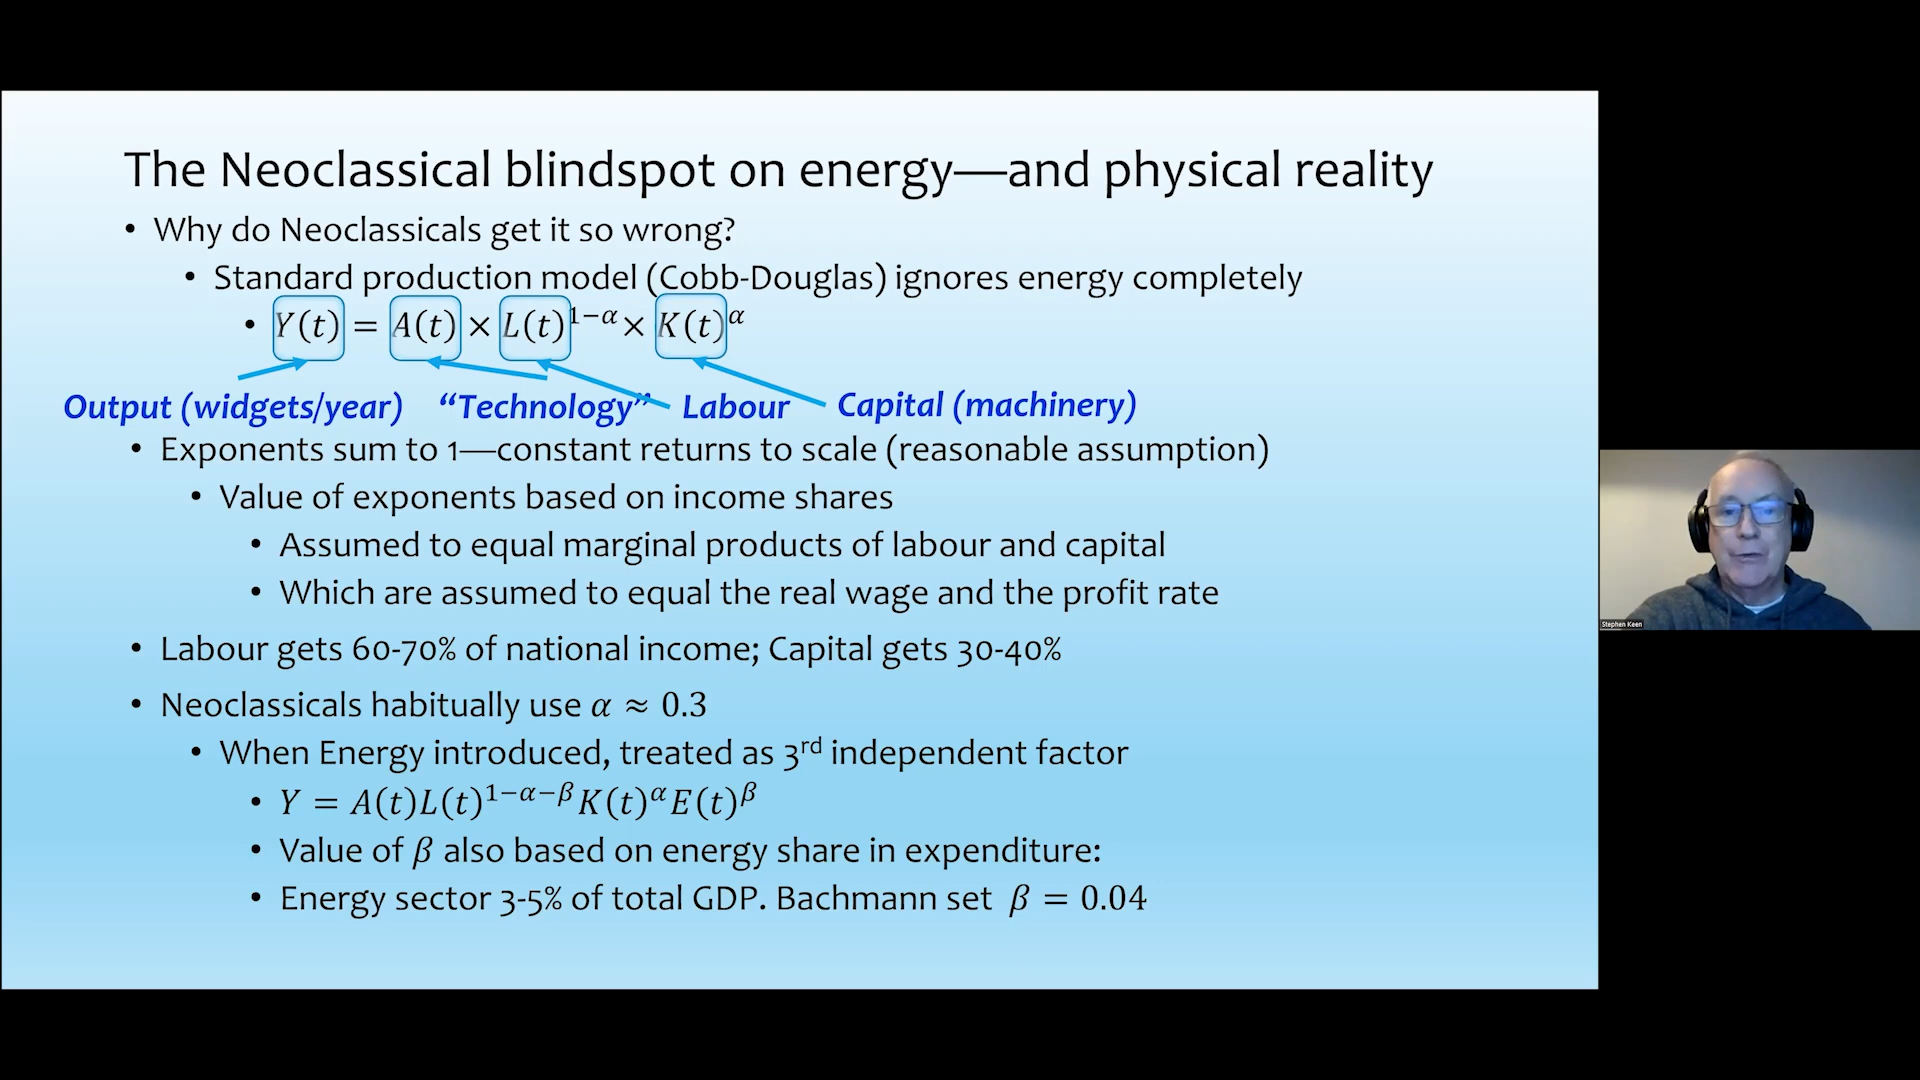 The Neoclassical blindspot on energy—and physical reality
• Why do Neoclassicals get it so wrong?
• Standard production model (Cobb-Douglas) ignores energy completely
• Y(t) = A(t) × L(t)^{1−α} × K(t)^α
Output (widgets/year) “Technology” Labour Capital (machinery)
• Exponents sum to 1—constant returns to scale (reasonable assumption)
• Value of exponents based on income shares
• Assumed to equal marginal products of labour and capital
• Which are assumed to equal the real wage and the profit rate
• Labour gets 60-70% of national income; Capital gets 30-40%
• Neoclassicals habitually use α ≈ 0.3
• When Energy introduced, treated as 3rd independent factor
• Y = A(t)L(t)^{1−α−β}K(t)^αE(t)^β
• Value of β also based on energy share in expenditure:
• Energy sector 3-5% of total GDP. Bachmann set β = 0.04
Stephen Keen